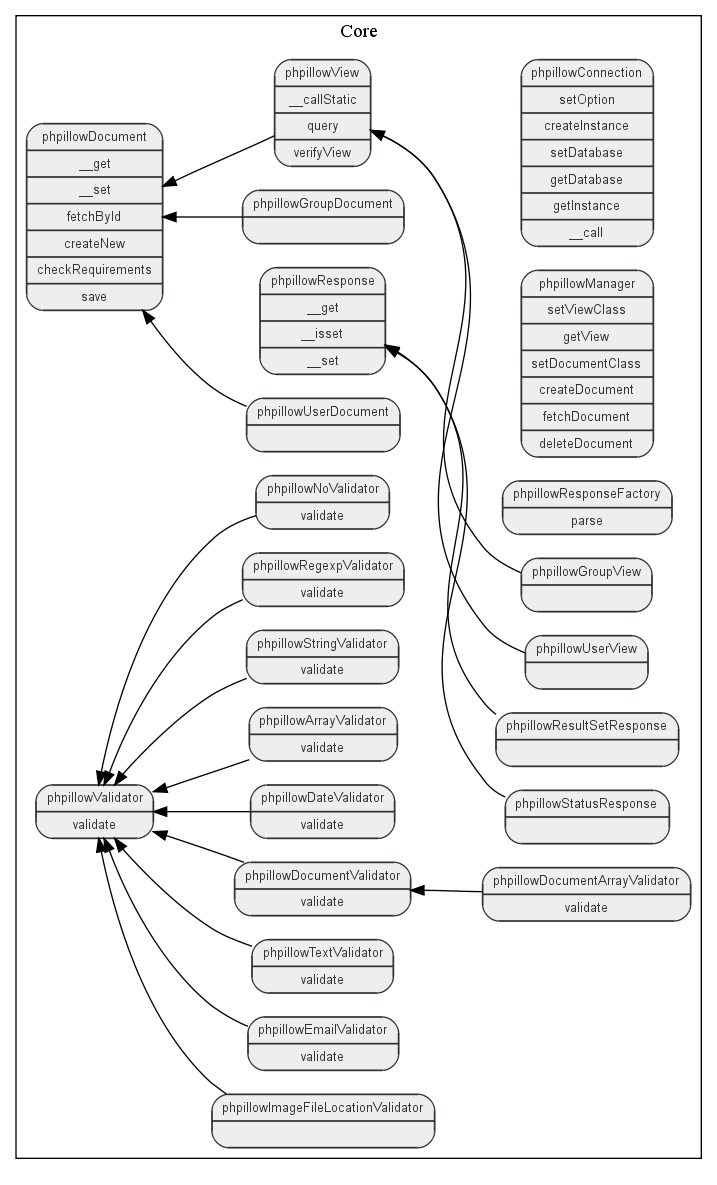 Core
phpillowDocument
__get
__set
fetchById
createNew
checkRequirements
save
phpillowView
__callStatic
query
verifyView
phpillowGroupDocument
phpillowResponse
__get
__isset
__set
phpillowUserDocument
phpillowConnection
setOption
createInstance
setDatabase
getDatabase
getInstance
__call
phpillowManager
setViewClass
getView
setDocumentClass
createDocument
fetchDocument
deleteDocument
phpillowResponseFactory
parse
phpillowGroupView
phpillowUserView
phpillowResultSetResponse
phpillowStatusResponse
phpillowNoValidator
validate
phpillowRegexpValidator
validate
phpillowStringValidator
validate
phpillowArrayValidator
validate
phpillowValidator
validate
phpillowDateValidator
validate
phpillowDocumentValidator
validate
phpillowDocumentArrayValidator
validate
phpillowTextValidator
validate
phpillowEmailValidator
validate
phpillowImageFileLocationValidator